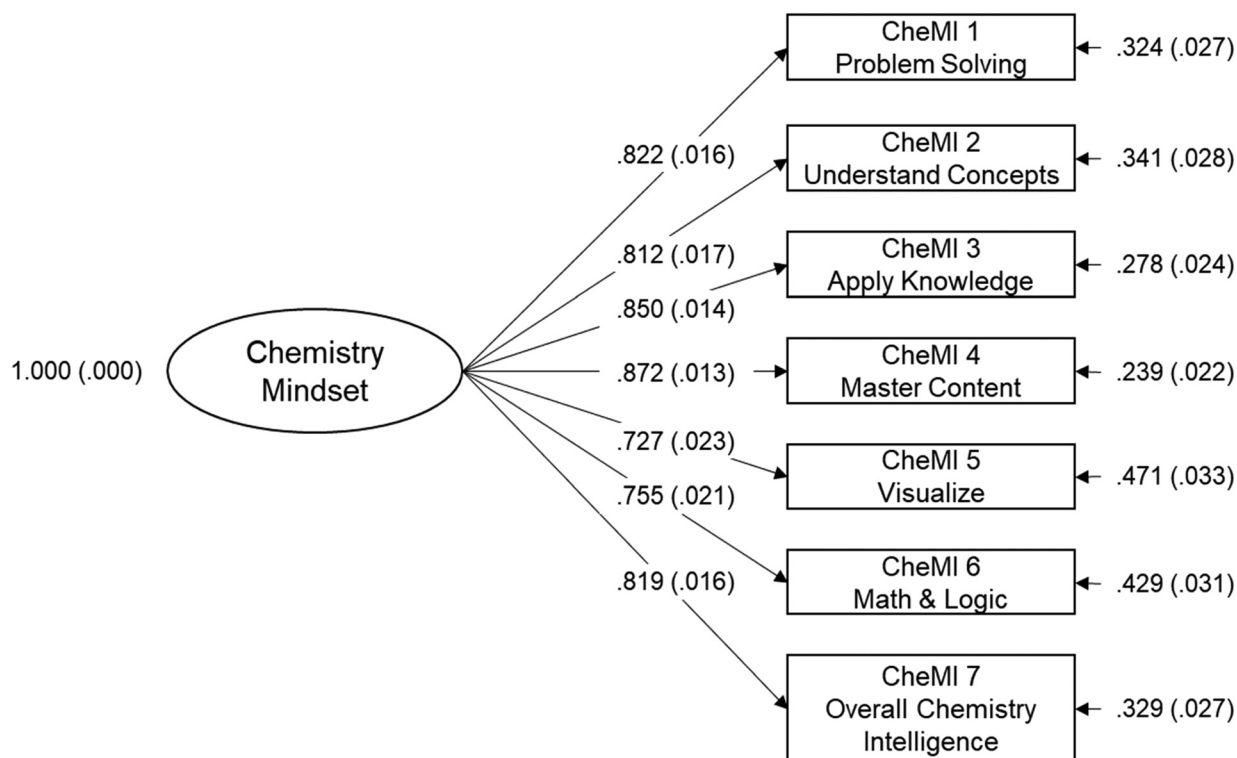 CheMI 1
Problem Solving
.324 (.027)
.822 (.016)
CheMI 2
Understand Concepts
.341 (.028)
.812 (.017)
CheMI 3
Apply Knowledge
.278 (.024)
.850 (.014)
1.000 (.000)
Chemistry
Mindset
.872 (.013)
CheMI 4
Master Content
.239 (.022)
.727 (.023)
CheMI 5
Visualize
.471 (.033)
.755 (.021)
CheMI 6
Math & Logic
.429 (.031)
.819 (.016)
CheMI 7
Overall Chemistry
Intelligence
.329 (.027)